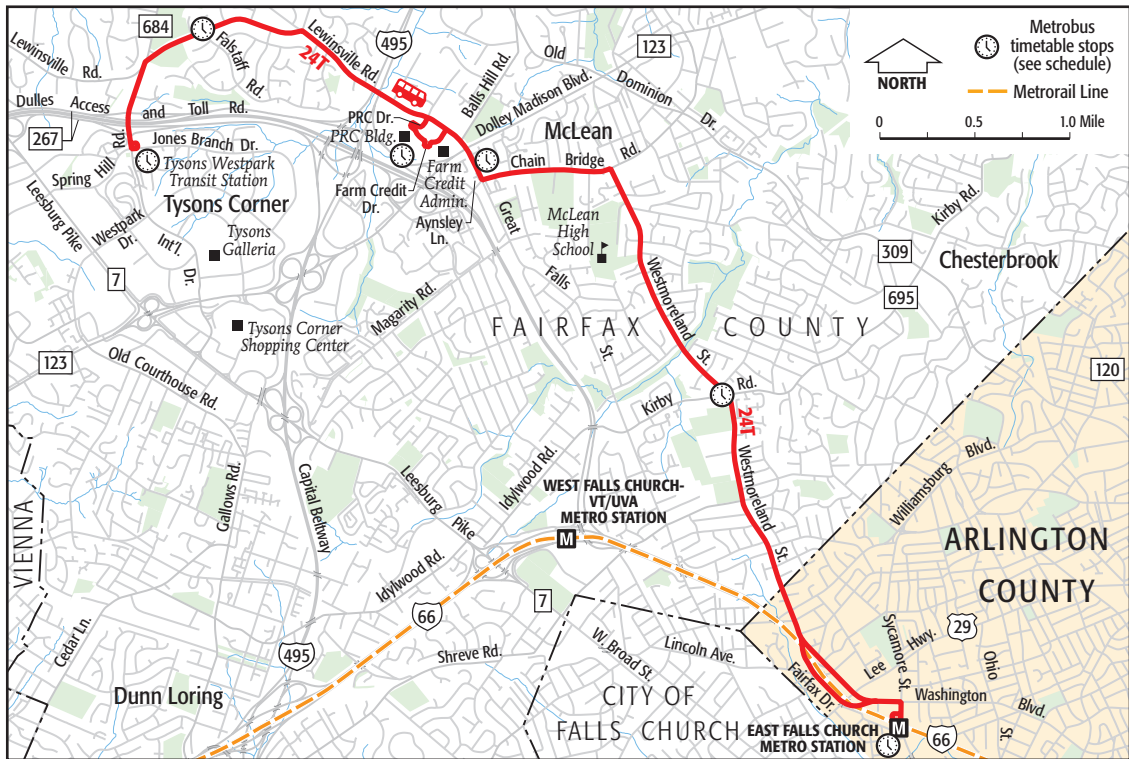 684
Lewinsville
Rd.
Falstaff
Rd.
24T
Lewinsville Rd.
495
Balls Hill Rd.
Old
Dominion
Dr.
123
Dolley Madison Blvd.
NORTH
Metrobus
timetable stops
(see schedule)
Metrorail Line
0 0.5 1.0 Mile
Dulles Access and Toll Rd.
267
Spring Hill Rd.
Jones Branch Dr.
Tysons Westpark
Transit Station
PRC Dr.
PRC Bldg.
Farm
Credit
Admin.
Farm Credit
Dr.
Aynsley
Ln.
McLean
Chain Bridge Rd.
Great
Falls
St.
McLean
High
School
Leesburg Pike
Westpark
Dr.
Tysons Corner
Int'l.
Dr.
Tysons
Galleria
7
Tysons Corner
Shopping Center
123
Old Courthouse Rd.
Magarity Rd.
FAIRFAX COUNTY
Westmoreland
St.
Kirby Rd.
309
Chesterbrook
695
120
Kirby
Rd.
24T
Westmoreland
St.
VIENNA
Gallows Rd.
Capital Beltway
Leesburg
Pike
Idylwood Rd.
WEST FALLS CHURCH-
VT/UVA
METRO STATION
M
Idylwood Rd.
66
7
Williamsburg
Blvd.
ARLINGTON
COUNTY
Cedar Ln.
495
Shreve Rd.
W. Broad St.
Lincoln Ave.
Dunn Loring
CITY OF
FALLS CHURCH
Fairfax Dr.
Lee Hwy.
Sycamore St.
29
Ohio
St.
Washington
Blvd.
EAST FALLS CHURCH
METRO STATION
M
66